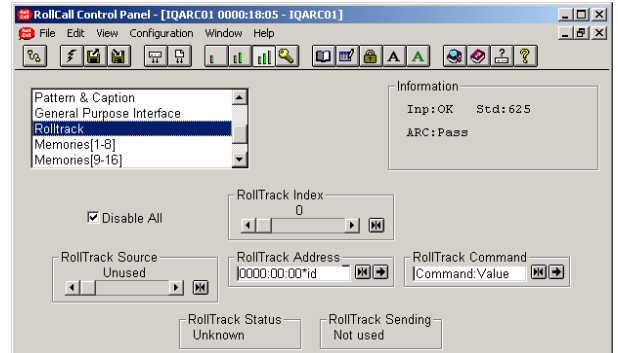 RollCall Control Panel - [IQARC01 0000:18:05 - IQARC01]
File Edit View Configuration Window Help
A A
Pattern & Caption
General Purpose Interface
Rolltrack
Memories[1-8]
Memories[9-16]
Information
Inp:OK Std:625
ARC:Pass
Disable All
RollTrack Index
0
RollTrack Source
Unused
RollTrack Address
0000:00:00*id
RollTrack Command
Command:Value
RollTrack Status
Unknown
RollTrack Sending
Not used